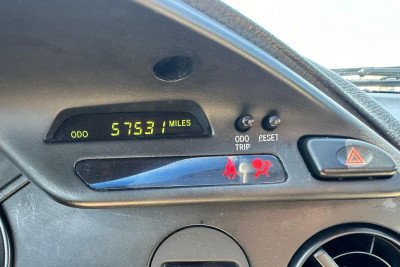 ODO 57531 MILES
ODO RESET
TRIP